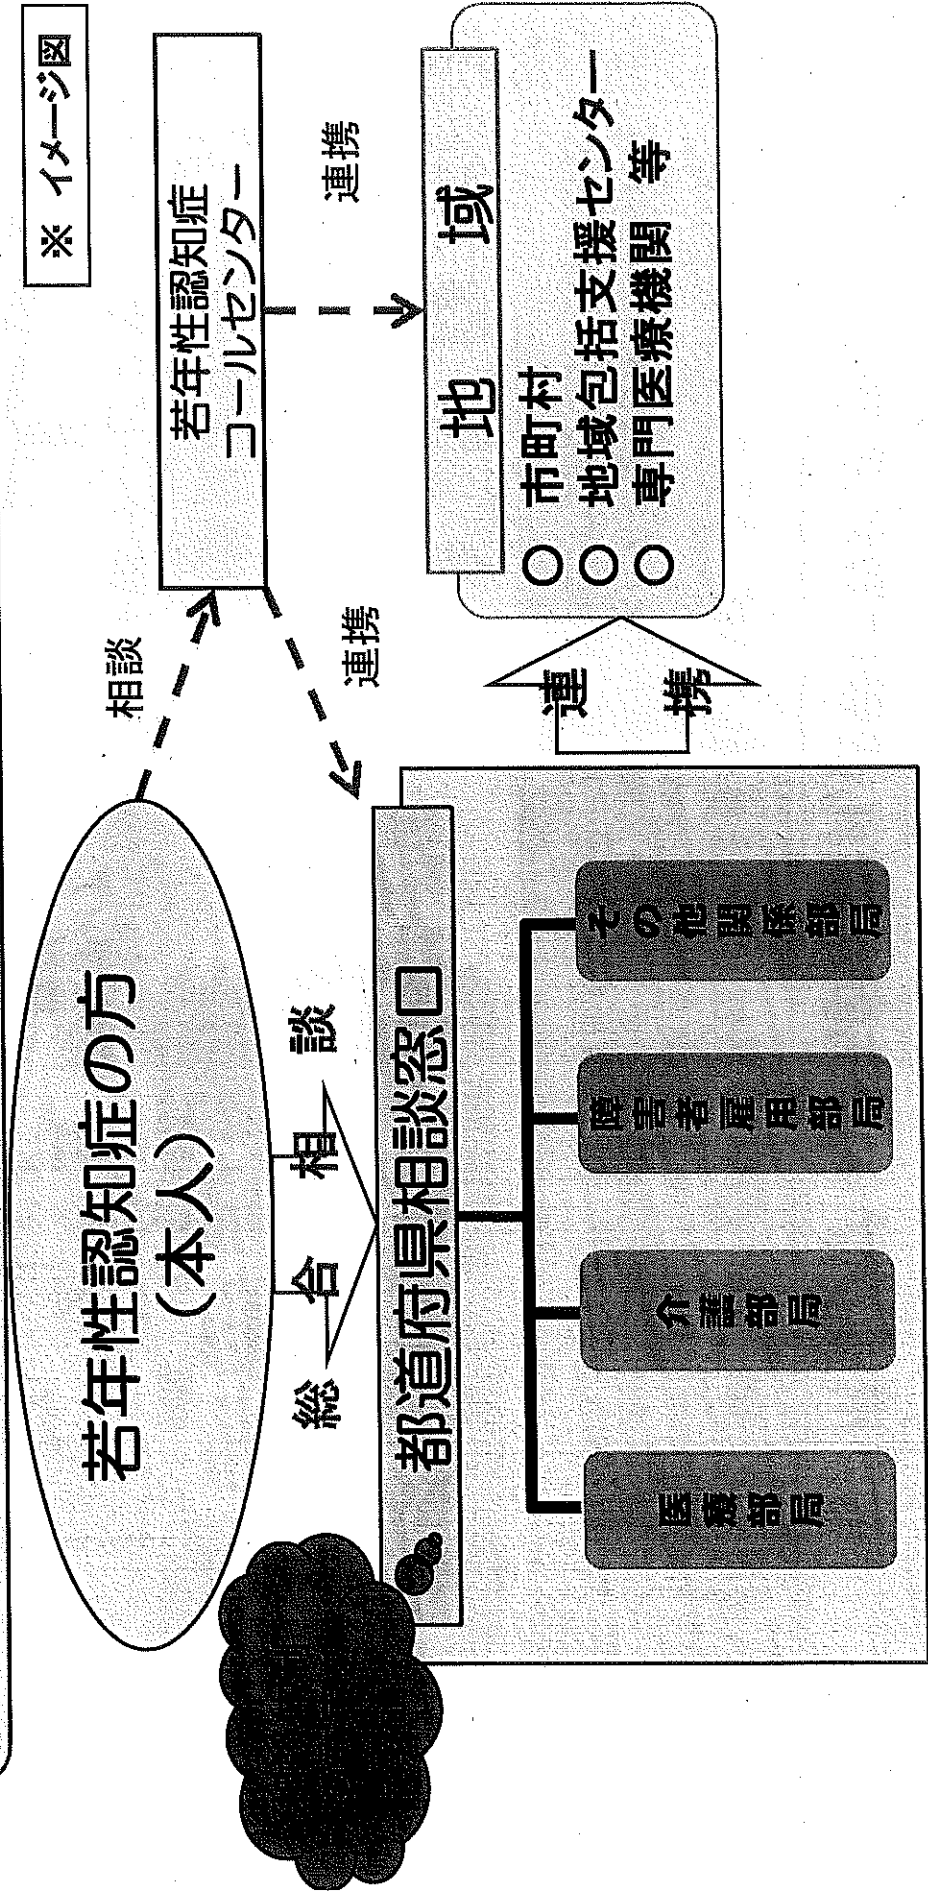 ※ イメージ図
若年性認知症の方
（本人）
相談
若年性認知症
コールセンター
連携
連携
総合相談
都道府県相談窓口
医療部局
介護部局
障害者雇用部局
その他関係部局
連携
地域
○ 市町村
○ 地域包括支援センター
○ 専門医療機関 等